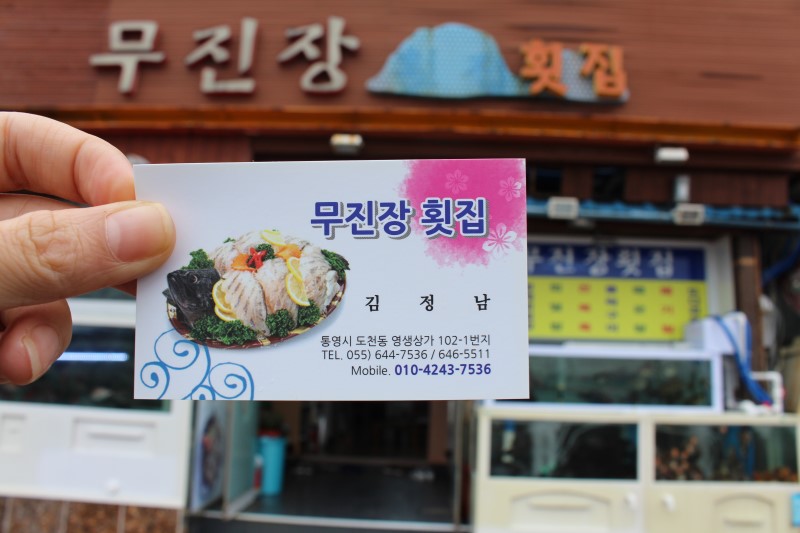 무진장 횟집
무진장 횟집
김 정 남
통영시 도천동 영생상가 102-1번지
TEL. 055) 644-7536 / 646-5511
Mobile. 010-4243-7536
무진장횟집